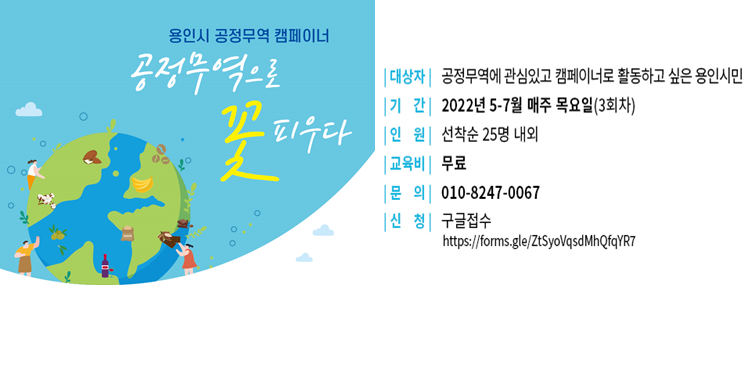 용인시 공정무역 캠페이너
공정무역으로
꽃 피우다
|대상자| 공정무역에 관심있고 캠페이너로 활동하고 싶은 용인시민
|기 간| 2022년 5-7월 매주 목요일(3회차)
|인 원| 선착순 25명 내외
|교육비| 무료
|문 의| 010-8247-0067
|신 청| 구글접수
https://forms.gle/ZtSyoVqsdMhQfqYR7